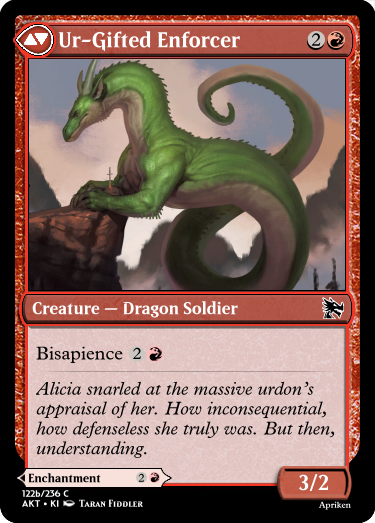 Ur-Gifted Enforcer 2
Creature — Dragon Soldier
Bisapience 2
Alicia snarled at the massive urdon's
appraisal of her. How inconsequential,
how defenseless she truly was. But then,
understanding.
Enchantment 2
3/2
122b/236 C
AKT • KI Taran Fiddler
Apriken